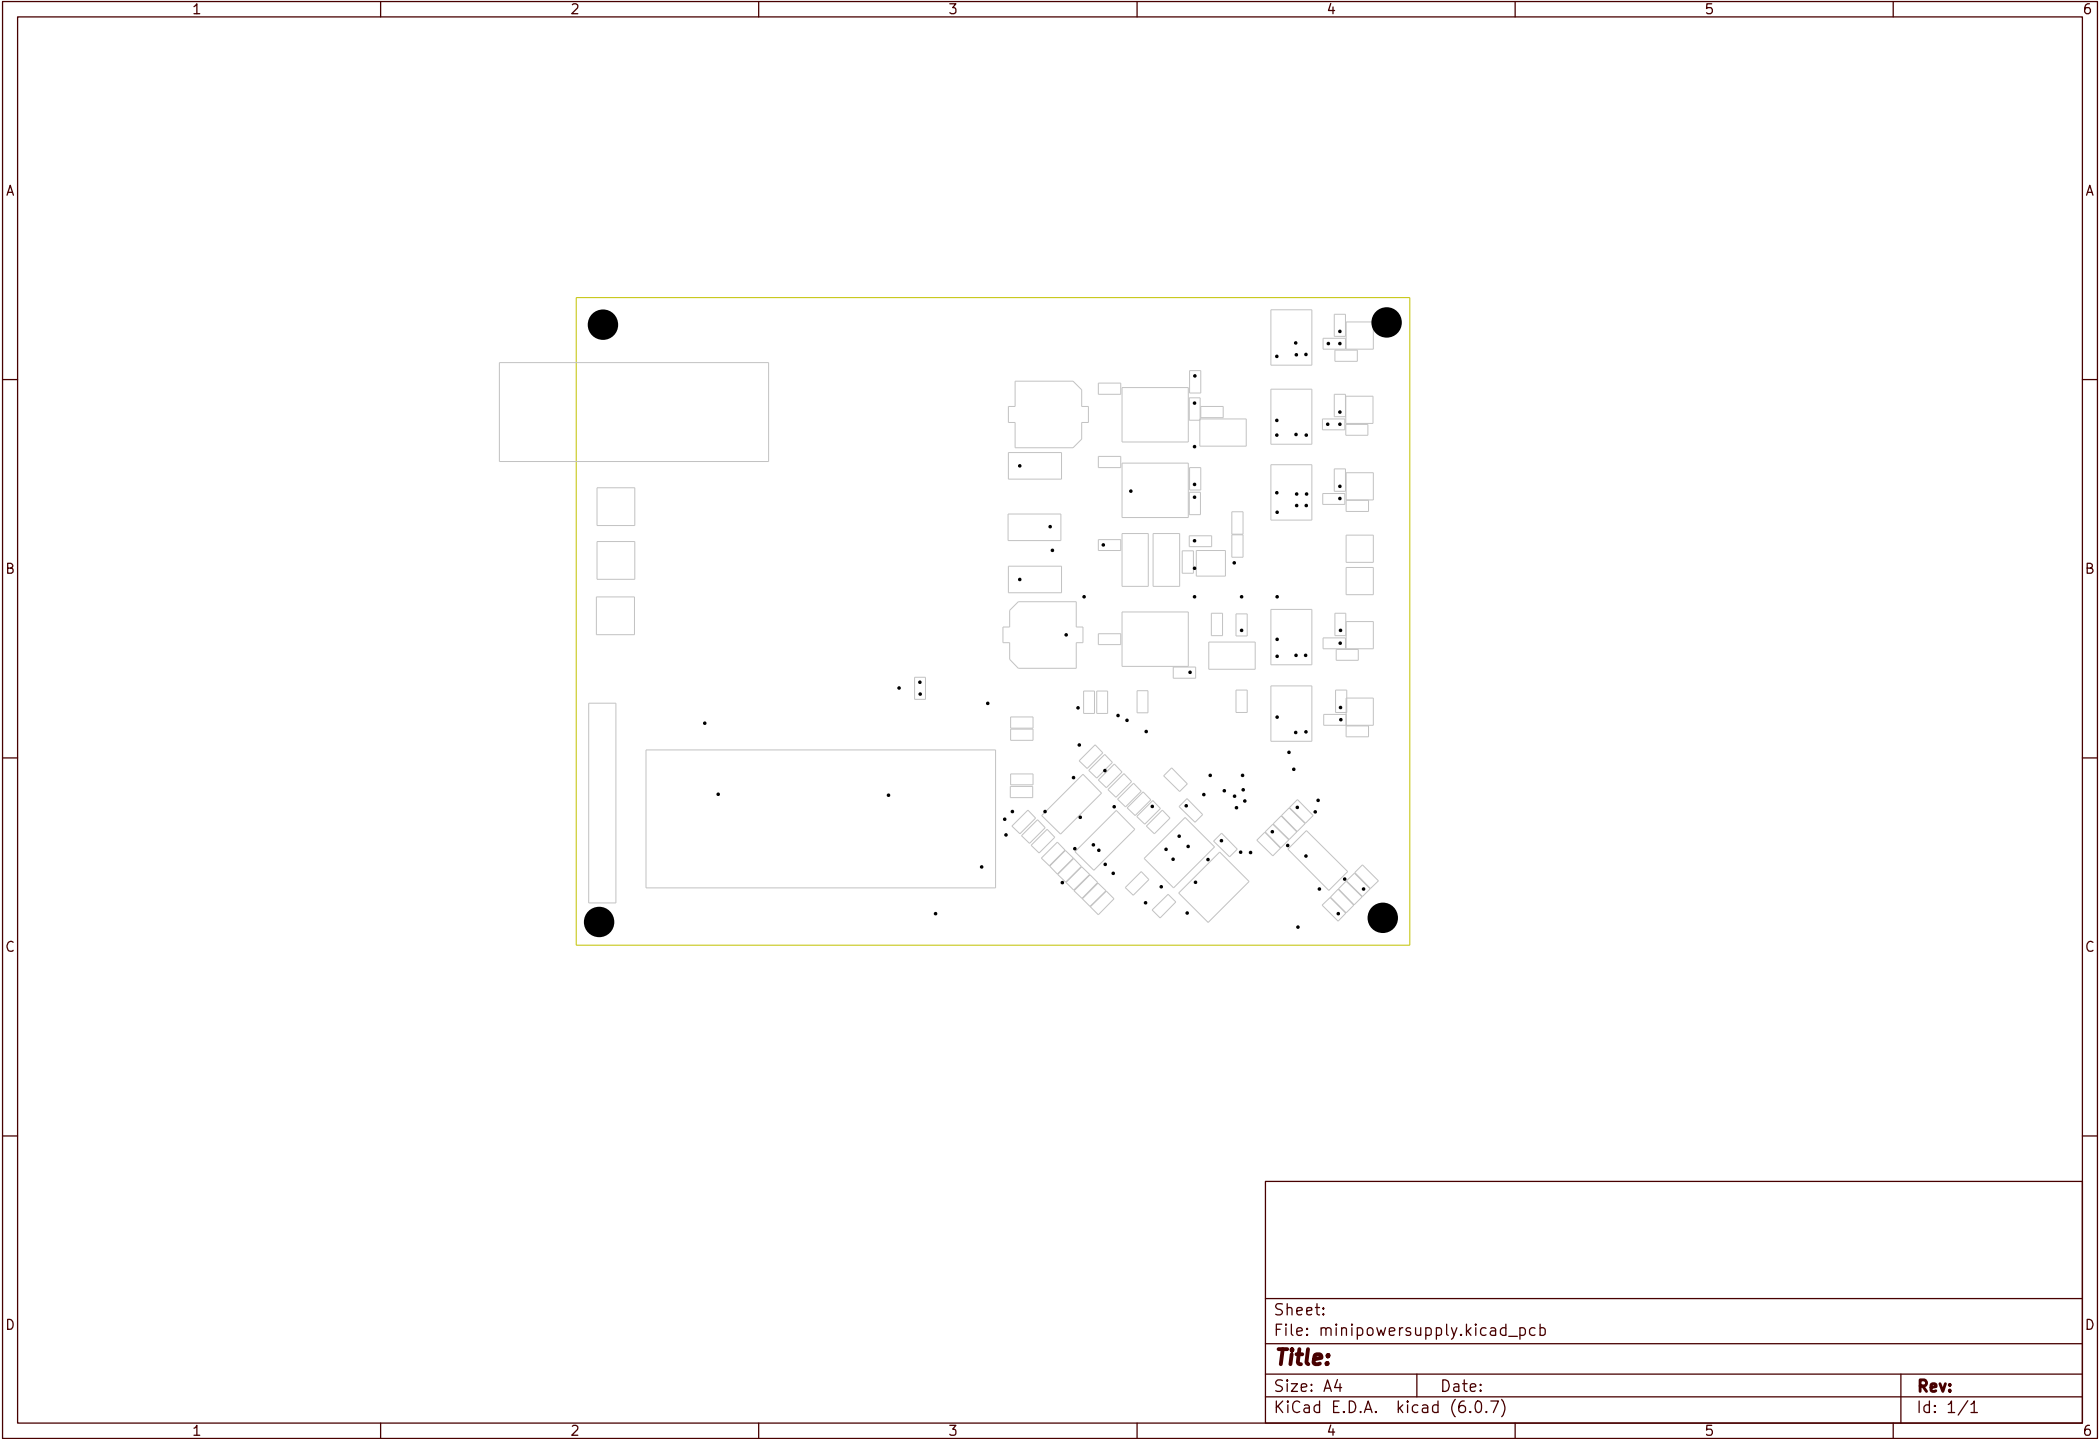 1 2 3 4 5 6
A A
B B
C C
D D
Sheet:
File: minipowersupply.kicad_pcb
Title:
Size: A4 Date: Rev:
KiCad E.D.A. kicad (6.0.7) Id: 1/1
1 2 3 4 5 6